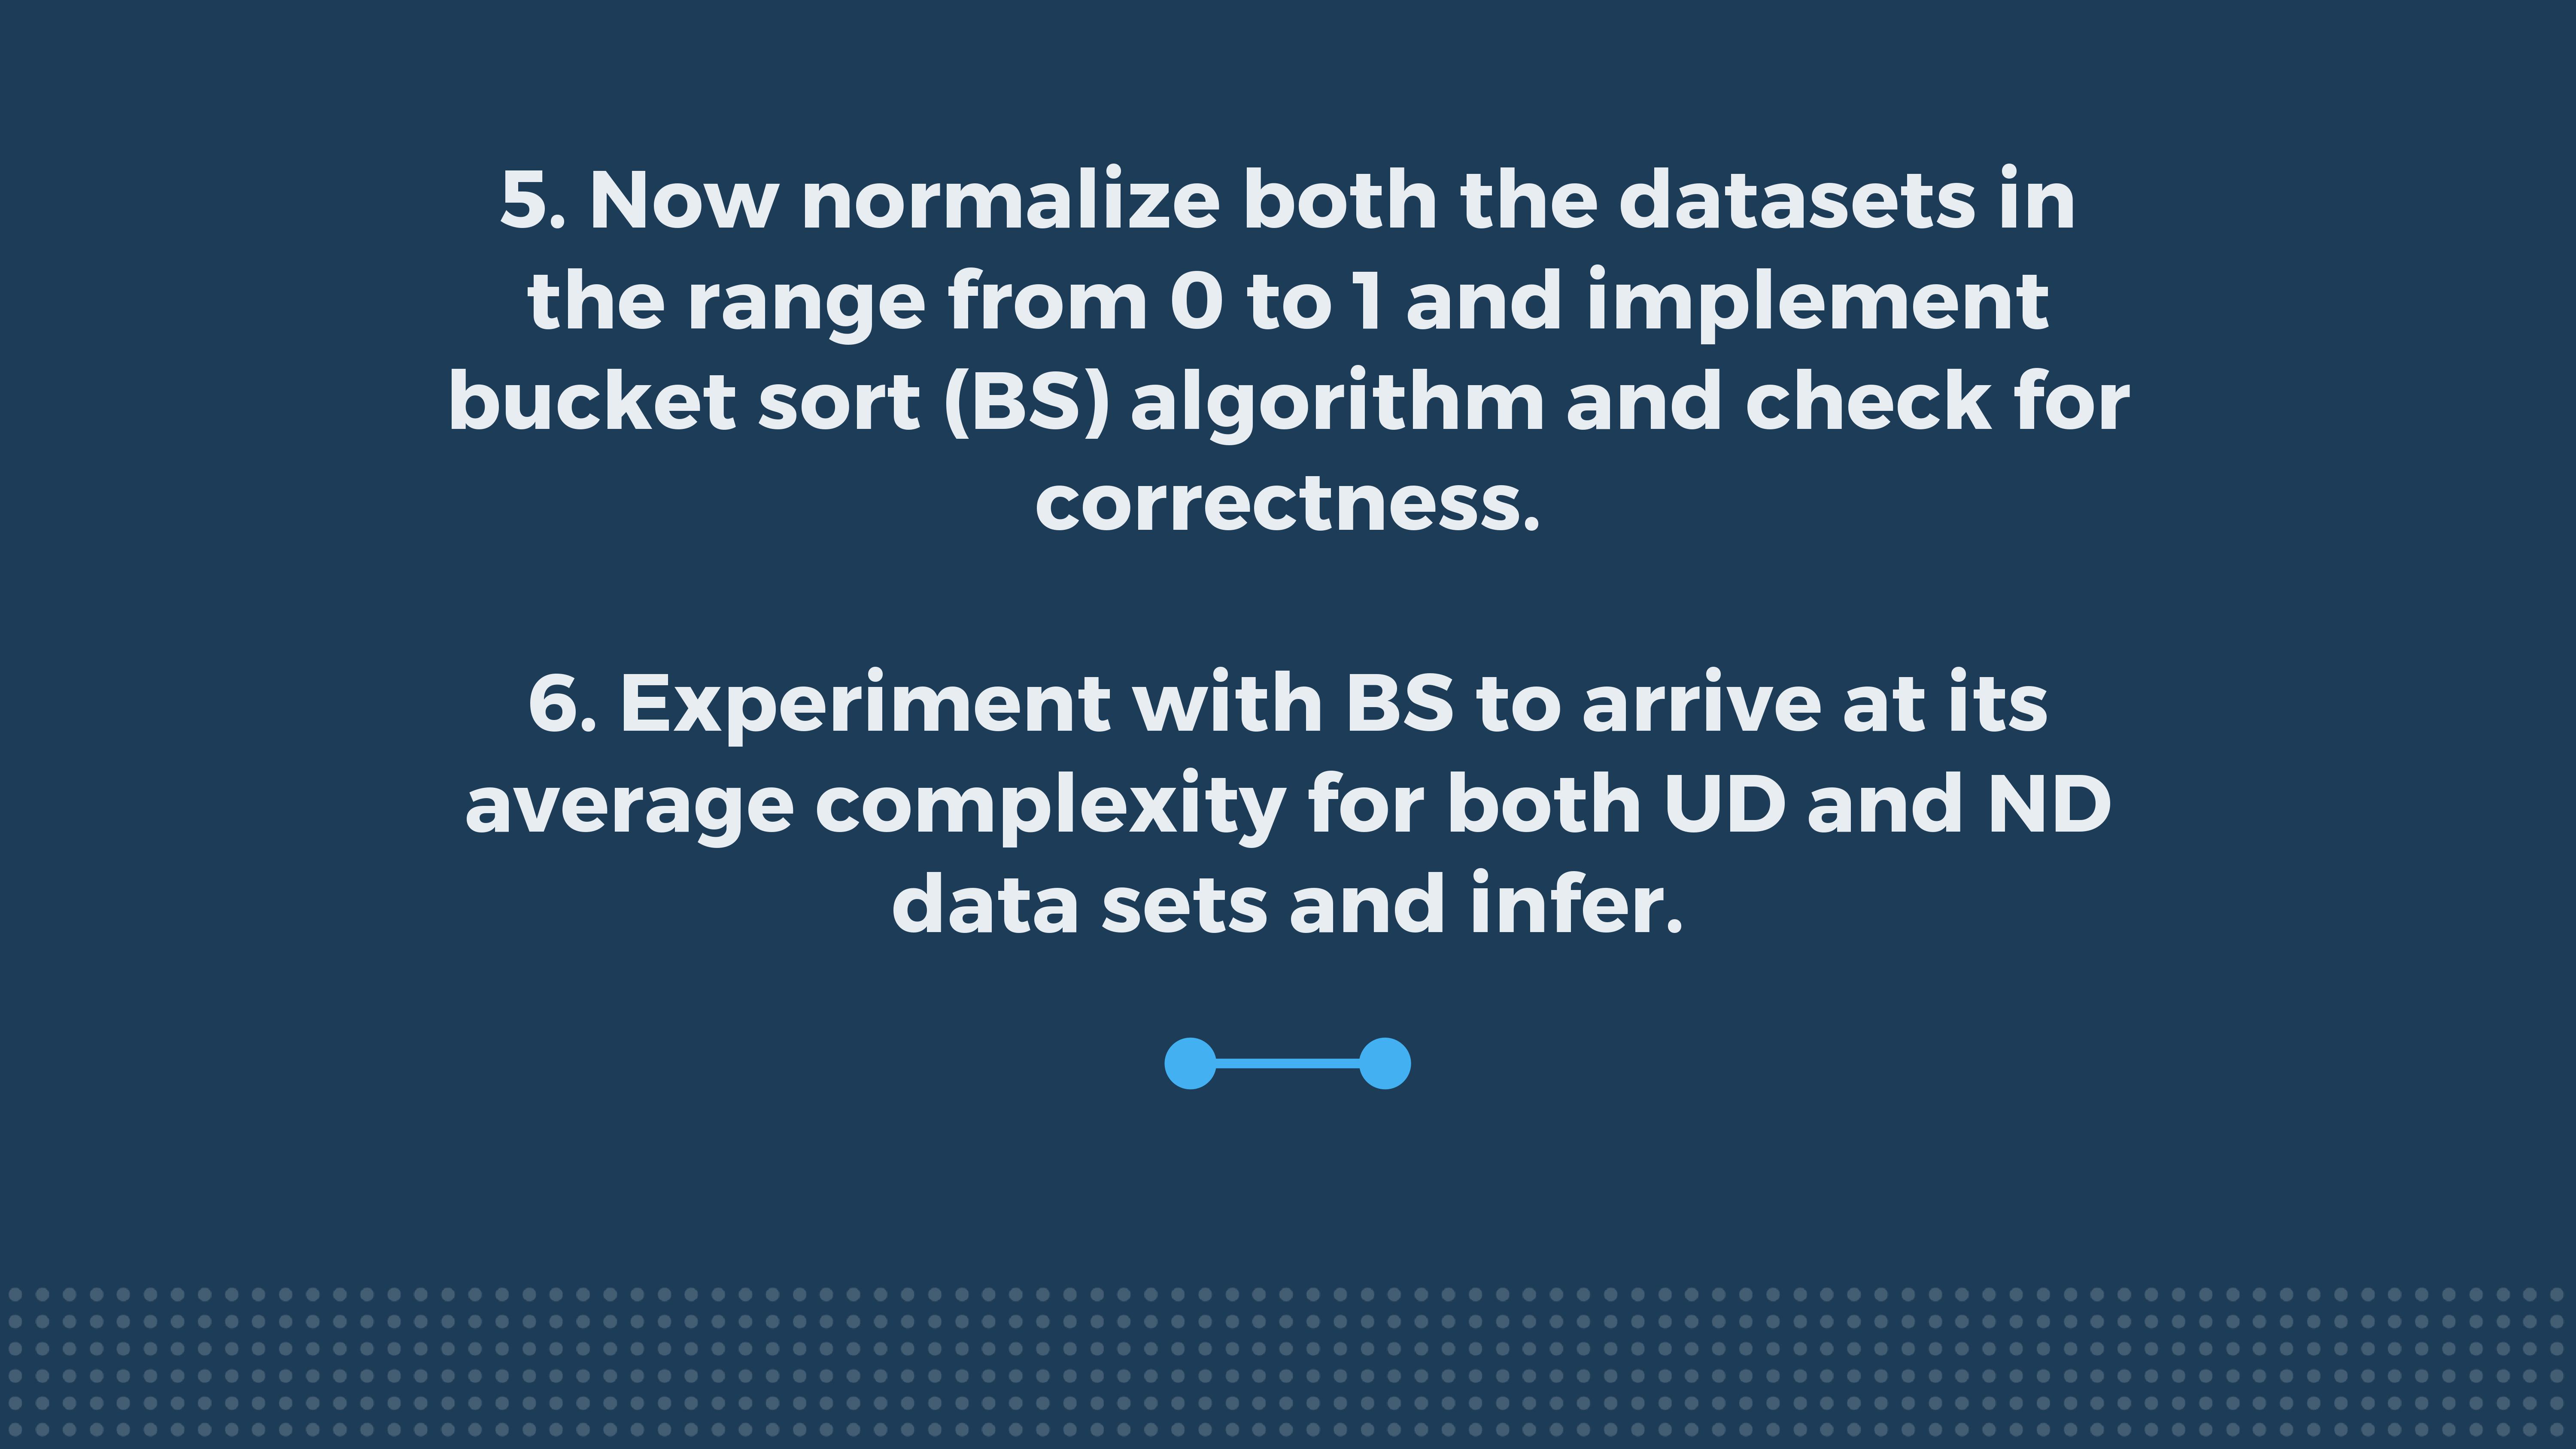 5. Now normalize both the datasets in
the range from 0 to 1 and implement
bucket sort (BS) algorithm and check for
correctness.
6. Experiment with BS to arrive at its
average complexity for both UD and ND
data sets and infer.